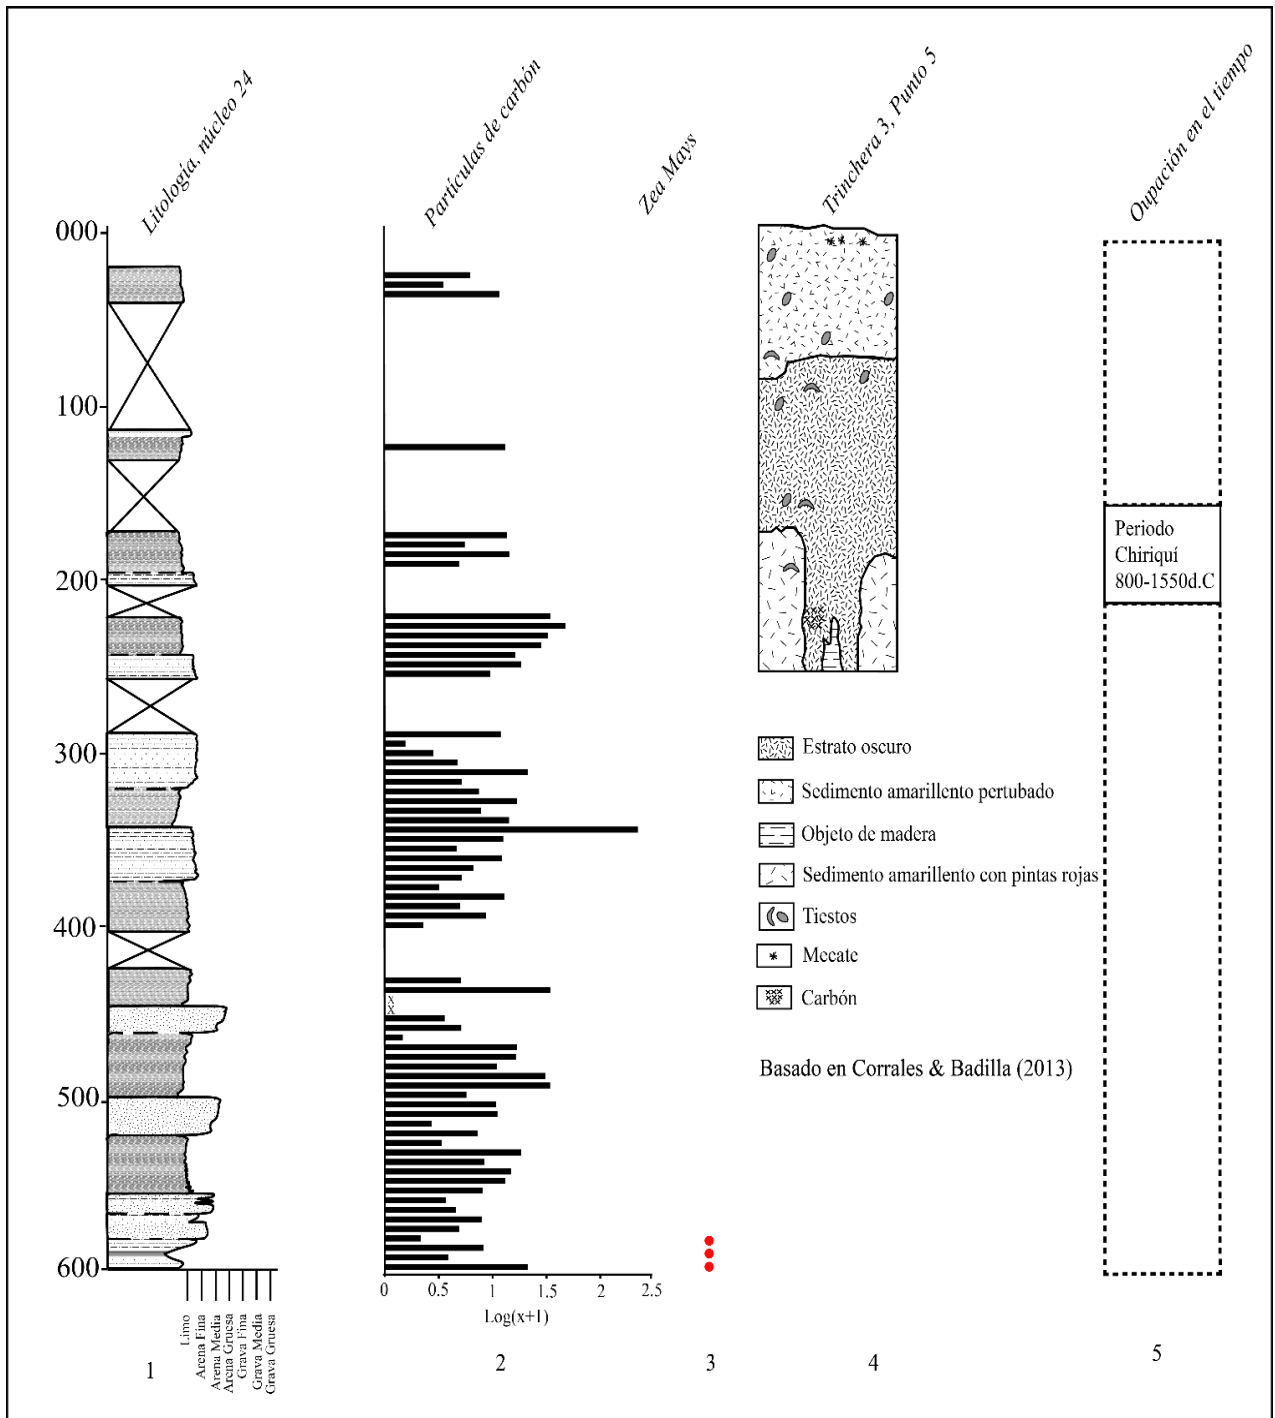 Litología, núcleo 24
Partículas de carbón
Zea Mays
Trinchera 3, Punto 5
Oupación en el tiempo
000
100
200
300
400
500
600
Limo
Arena Fina
Arena Media
Arena Gruesa
Grava Fina
Grava Media
Grava Gruesa
x
x
0
0.5
1
1.5
2
2.5
Log(x+1)
Estrato oscuro
Sedimento amarillento pertubado
Objeto de madera
Sedimento amarillento con pintas rojas
Tiestos
Mecate
Carbón
Basado en Corrales & Badilla (2013)
Periodo
Chiriquí
800-1550d.C
1
2
3
4
5